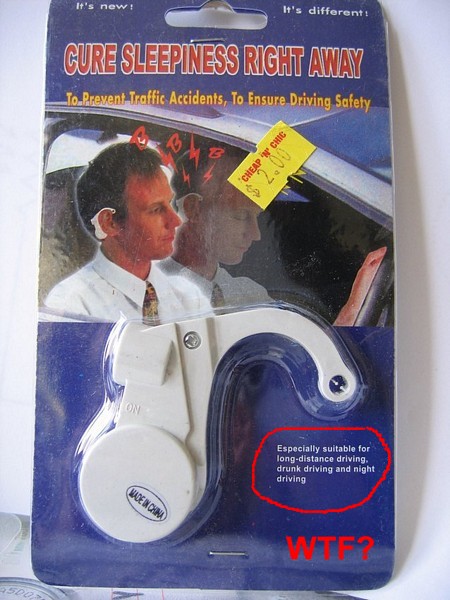 It's new! It's different!
CURE SLEEPINESS RIGHT AWAY
To Prevent Traffic Accidents, To Ensure Driving Safety
CHEAP 'N' CHIC
$2.00
B B B
ON
MADE IN CHINA
Especially suitable for
long-distance driving,
drunk driving and night
driving
WTF?